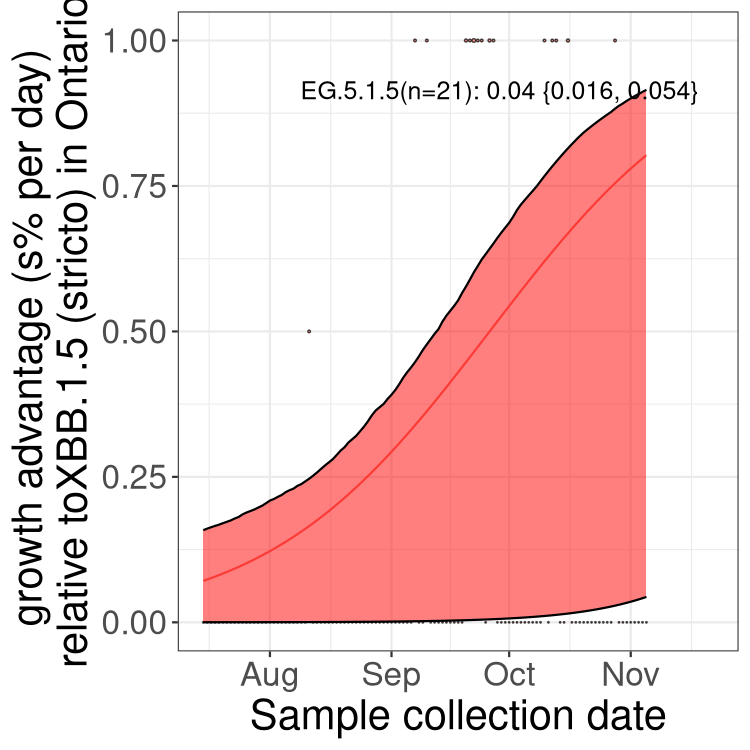 growth advantage (s% per day)
relative toXBB.1.5 (stricto) in Ontario
1.00
0.75
0.50
0.25
0.00
EG.5.1.5(n=21): 0.04 {0.016, 0.054}
Aug Sep Oct Nov
Sample collection date